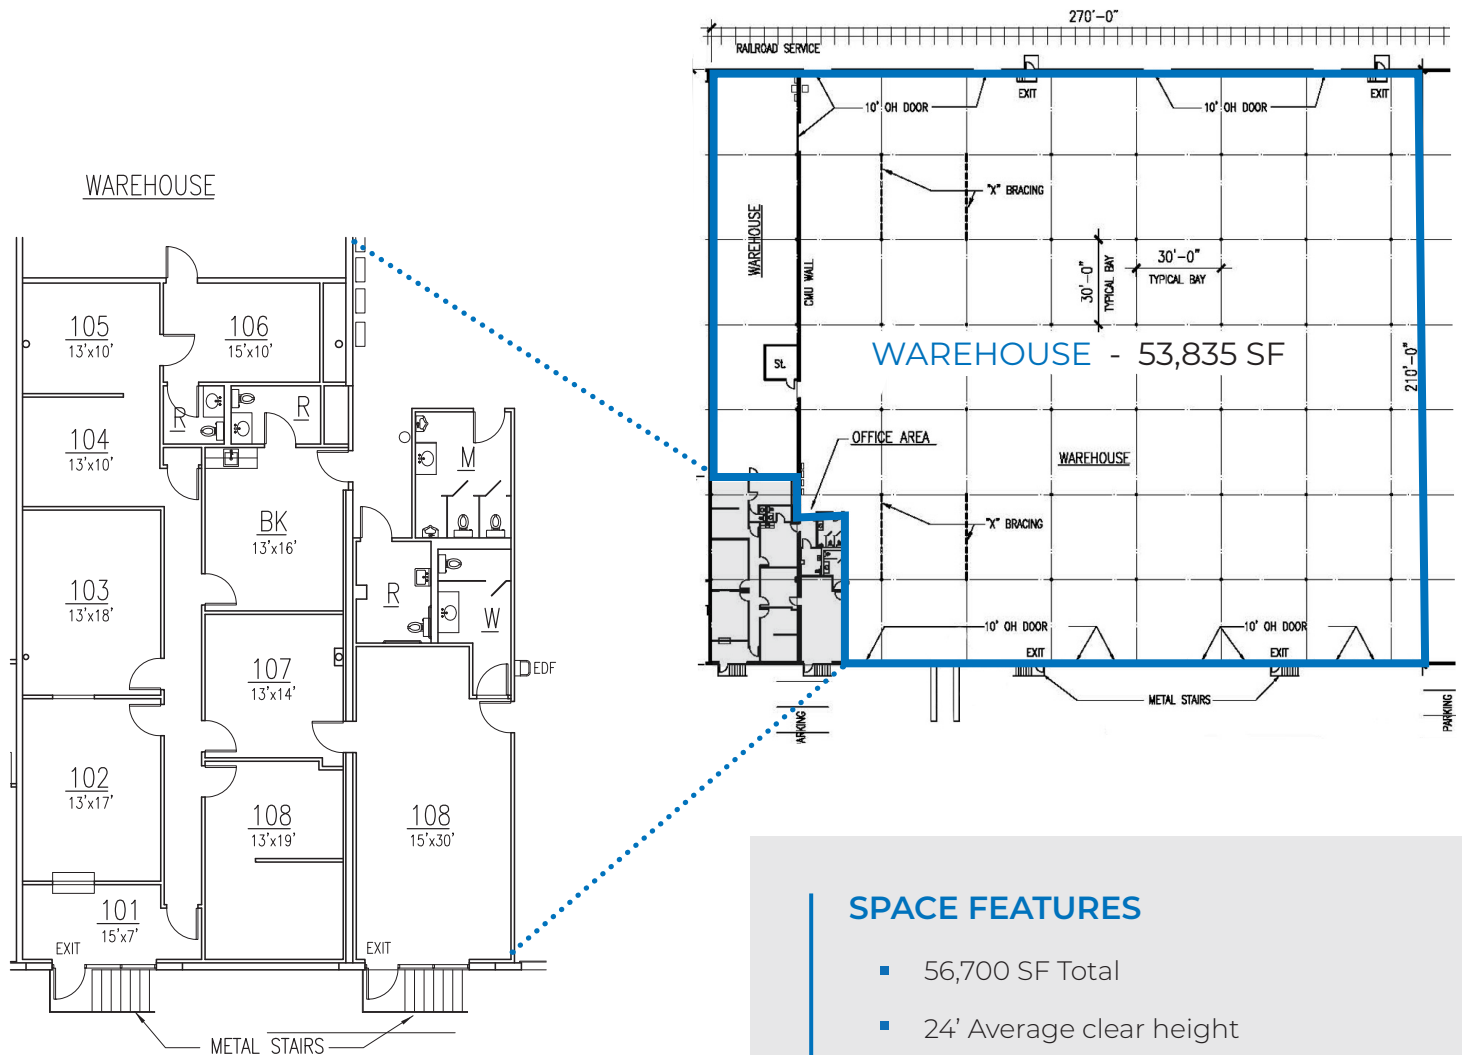 270'-0"
RAILROAD SERVICE
EXIT
EXIT
10' OH DOOR
10' OH DOOR
"X" BRACING
WAREHOUSE
CMU WALL
30'-0"
TYPICAL BAY
30'-0"
TYPICAL BAY
WAREHOUSE - 53,835 SF
210'-0"
St.
OFFICE AREA
WAREHOUSE
"X" BRACING
10' OH DOOR
10' OH DOOR
EXIT
EXIT
METAL STAIRS
ARKING
PARKING
WAREHOUSE
105
13'x10'
106
15'x10'
R
R
104
13'x10'
M
BK
13'x16'
103
13'x18'
R
W
107
13'x14'
EDF
102
13'x17'
108
13'x19'
108
15'x30'
101
15'x7'
EXIT
EXIT
METAL STAIRS
SPACE FEATURES
56,700 SF Total
24' Average clear height